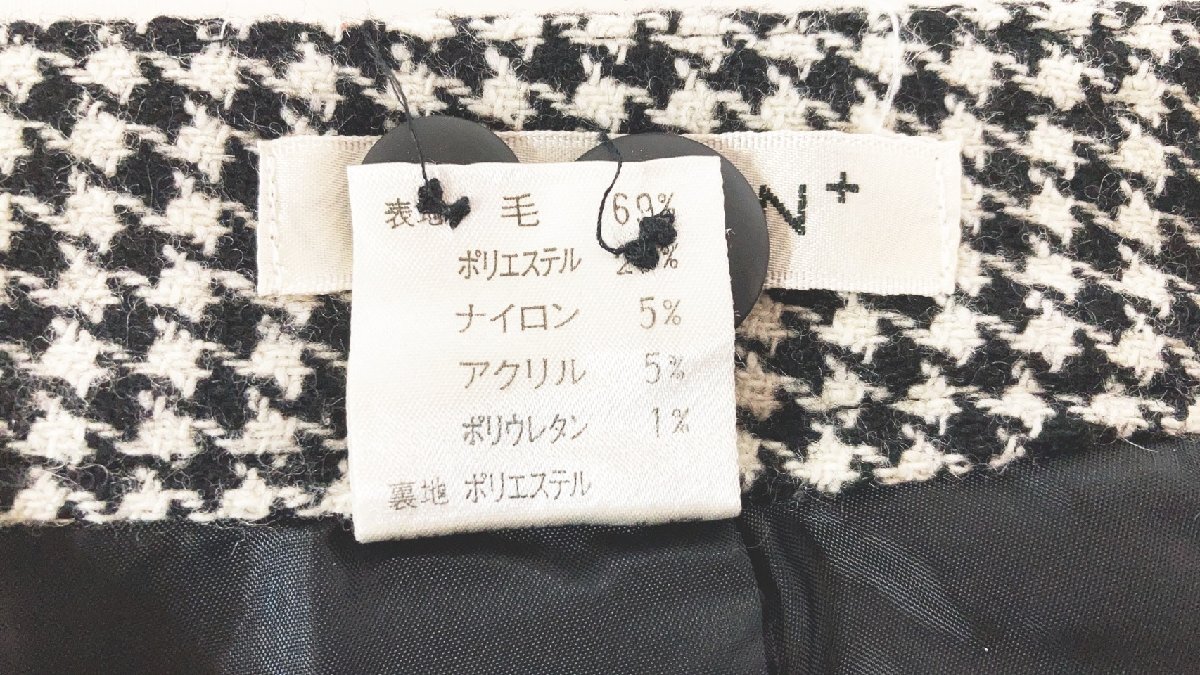 N+
表地 毛 69%
ポリエステル 2 %
ナイロン 5%
アクリル 5%
ポリウレタン 1%
裏地 ポリエステル